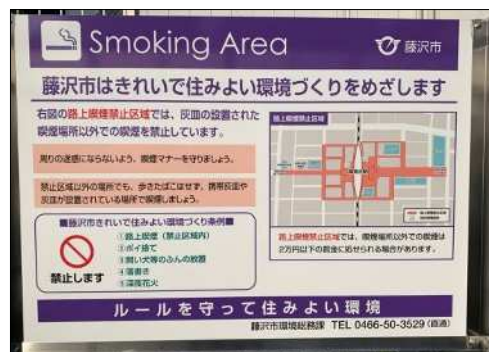 Smoking Area
藤沢市
藤沢市はきれいで住みよい環境づくりをめざします
右図の路上喫煙禁止区域では、灰皿の設置された
喫煙場所以外での喫煙を禁止しています。
周りの迷惑にならないよう、喫煙マナーを守りましょう。
禁止区域以外の場所でも、歩きたばこはせず、携帯灰皿や
灰皿が設置されている場所で喫煙しましょう。
■藤沢市きれいで住みよい環境づくり条例■
禁止します
①路上喫煙(禁止区域内)
②ポイ捨て
③飼い犬等のふんの放置
④落書き
⑤深夜花火
路上喫煙禁止区域
路上喫煙禁止区域では、喫煙場所以外での喫煙は
2万円以下の罰金に処せられる場合があります。
ルールを守って住みよい環境
藤沢市環境総務課 TEL 0466-50-3529(直通)